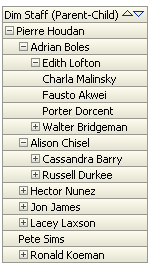 Dim Staff (Parent-Child)
Pierre Houdan
Adrian Boles
Edith Lofton
Charla Malinsky
Fausto Akwei
Porter Dorcent
Walter Bridgeman
Alison Chisel
Cassandra Barry
Russell Durkee
Hector Nunez
Jon James
Lacey Laxson
Pete Sims
Ronald Koeman